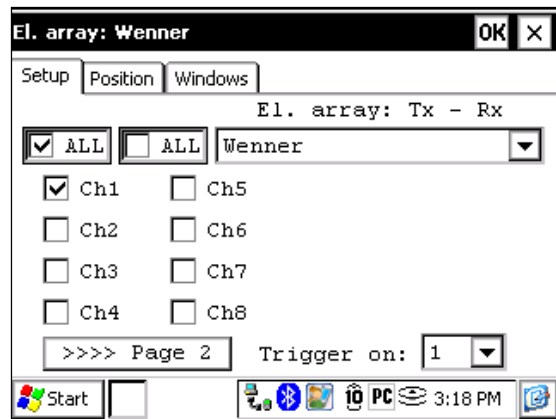 El. array: Wenner OK
Setup Position Windows
El. array: Tx - Rx
ALL ALL Wenner
Ch1 Ch5
Ch2 Ch6
Ch3 Ch7
Ch4 Ch8
>>>> Page 2 Trigger on: 1
Start PC 3:18 PM